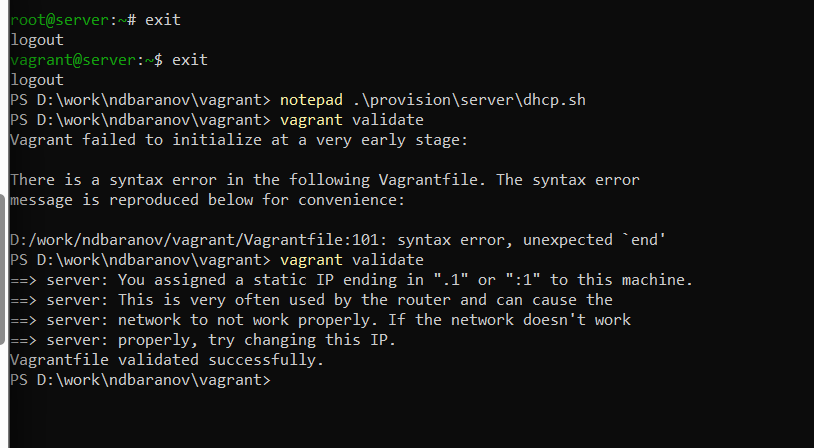 root@server:~# exit
logout
vagrant@server:~$ exit
logout
PS D:\work\ndbaranov\vagrant> notepad .\provision\server\dhcp.sh
PS D:\work\ndbaranov\vagrant> vagrant validate
Vagrant failed to initialize at a very early stage:
There is a syntax error in the following Vagrantfile. The syntax error
message is reproduced below for convenience:
D:/work/ndbaranov/vagrant/Vagrantfile:101: syntax error, unexpected `end'
PS D:\work\ndbaranov\vagrant> vagrant validate
==> server: You assigned a static IP ending in ".1" or ":1" to this machine.
==> server: This is very often used by the router and can cause the
==> server: network to not work properly. If the network doesn't work
==> server: properly, try changing this IP.
Vagrantfile validated successfully.
PS D:\work\ndbaranov\vagrant>